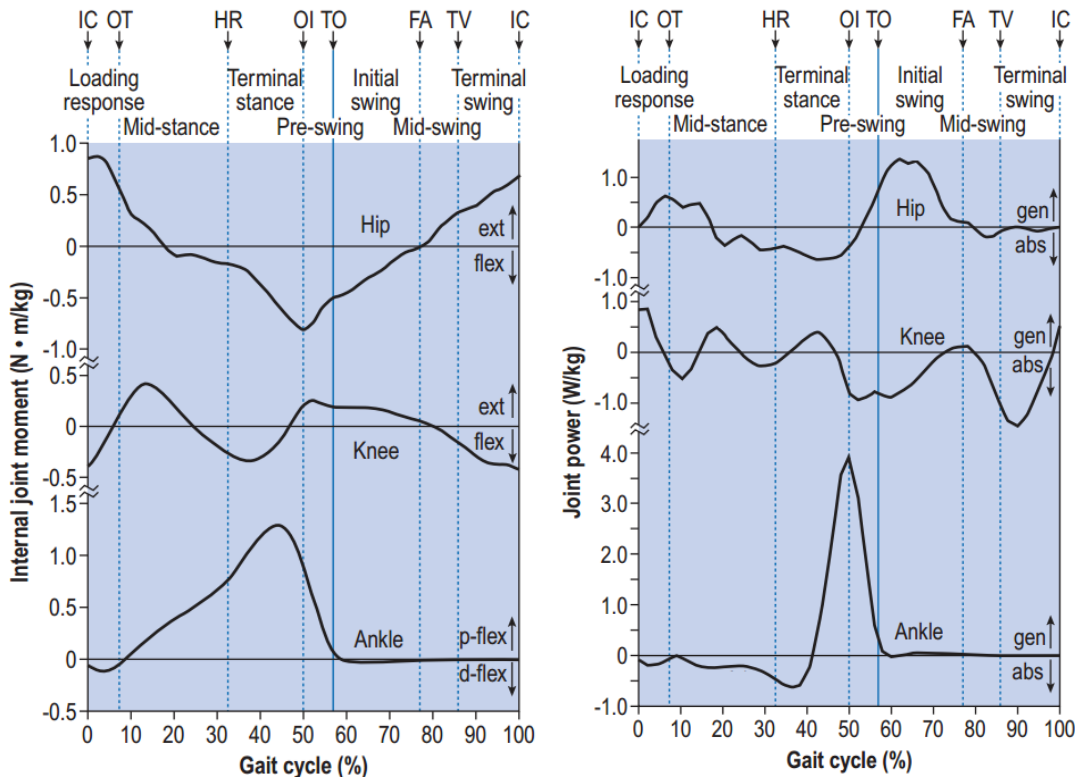 IC OT HR OI TO FA TV IC
Loading response
Terminal stance
Initial swing
Terminal swing
Mid-stance
Pre-swing
Mid-swing
Internal joint moment (N • m/kg)
1.0
0.5
0
-0.5
-1.0
Hip
ext
flex
0.5
0
-0.5
ext
flex
Knee
1.5
1.0
0.5
0
-0.5
Ankle
p-flex
d-flex
0 10 20 30 40 50 60 70 80 90 100
Gait cycle (%)
IC OT HR OI TO FA TV IC
Loading response
Terminal stance
Initial swing
Terminal swing
Mid-stance
Pre-swing
Mid-swing
Joint power (W/kg)
1.0
0
-1.0
Hip
gen
abs
1.0
0
-1.0
Knee
gen
abs
4.0
3.0
2.0
1.0
0
-1.0
Ankle
gen
abs
0 10 20 30 40 50 60 70 80 90 100
Gait cycle (%)